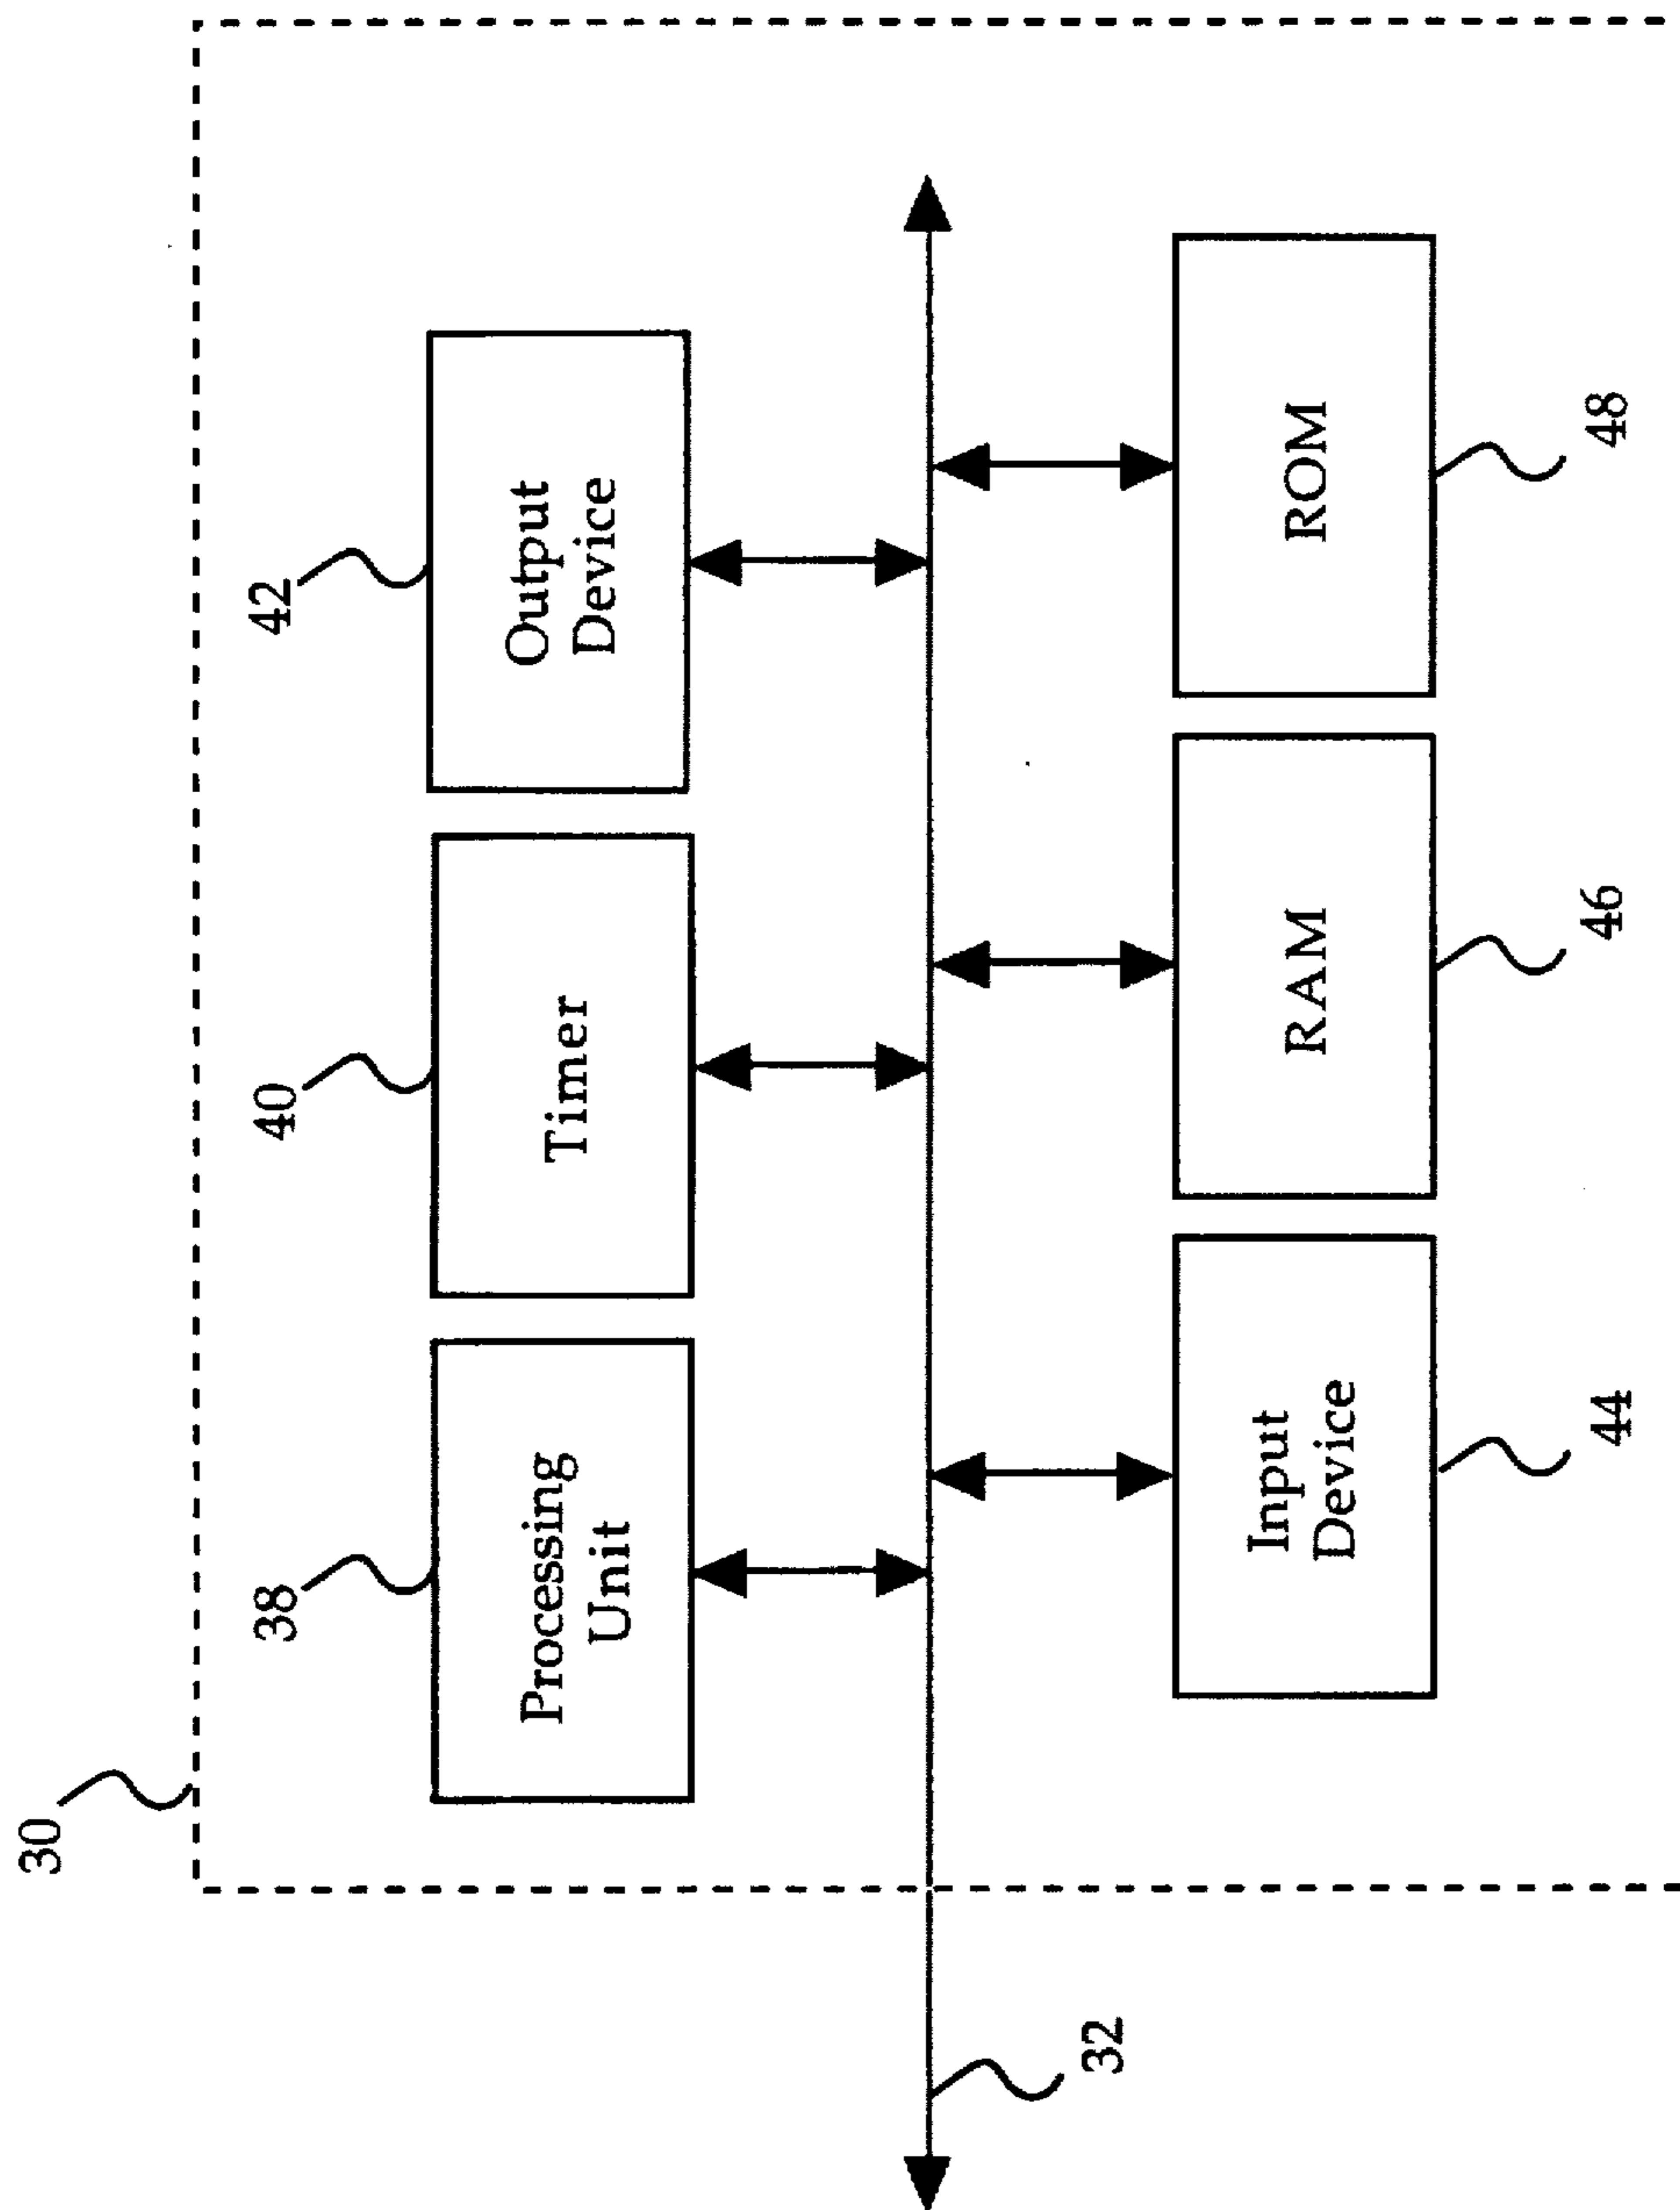 30
38
40
42
Processing
Unit
Timer
Output
Device
32
Input
Device
RAM
ROM
44
46
48